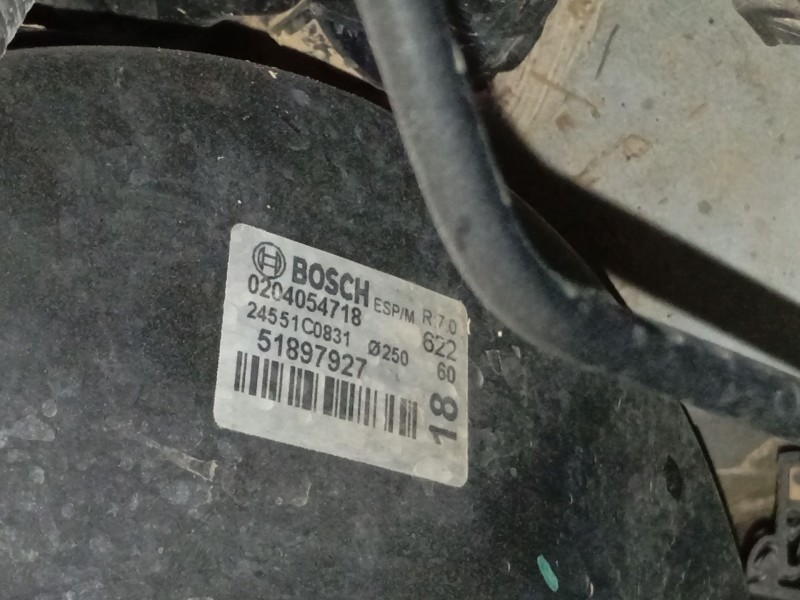 BOSCH
0204054718 ESP/M R:7,0
24551C0831 Ø250 622
51897927 60
18